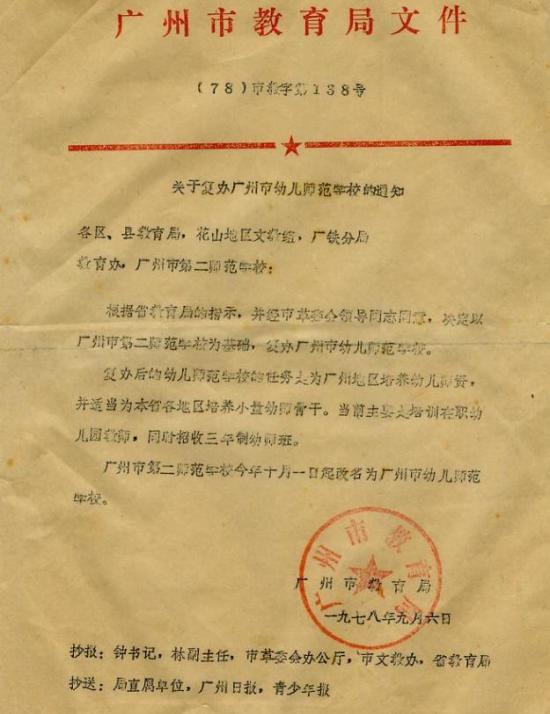 广州市教育局文件
(78)市教字第138号
关于复办广州市幼儿师范学校的通知
各区、县教育局，花山地区文教组，广铁分局
教育办，广州市第二师范学校：
根据省教育局的指示，并经市革委会领导同志同意，决定以
广州市第二师范学校为基础，复办广州市幼儿师范学校。
复办后的幼儿师范学校的任务是为广州地区培养幼儿师资，
并适当为本省各地区培养小量幼师骨干。当前主要是培训在职幼
儿园教师，同时招收三年制幼师班。
广州市第二师范学校今年十月一日起改名为广州市幼儿师范
学校。
广州市教育局
广州市教育局
一九七八年九月六日
抄报：钟书记，林副主任，市革委会办公厅，市文教办，省教育局
抄送：局直属单位，广州日报，青少年报